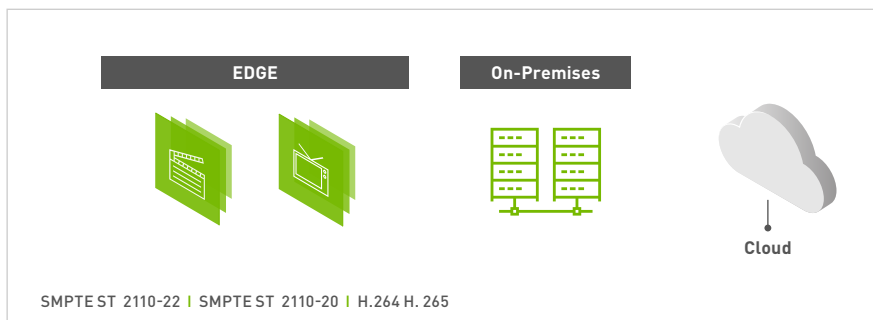 EDGE
On-Premises
Cloud
SMPTE ST 2110-22 | SMPTE ST 2110-20 | H.264 H. 265